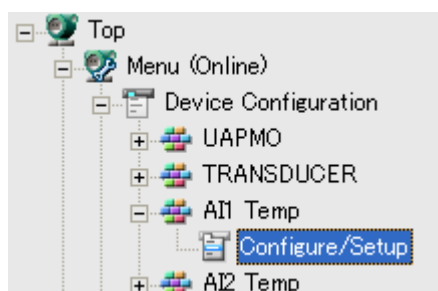 Top
Menu (Online)
Device Configuration
UAPMO
TRANSDUCER
AI1 Temp
Configure/Setup
AI2 Temp